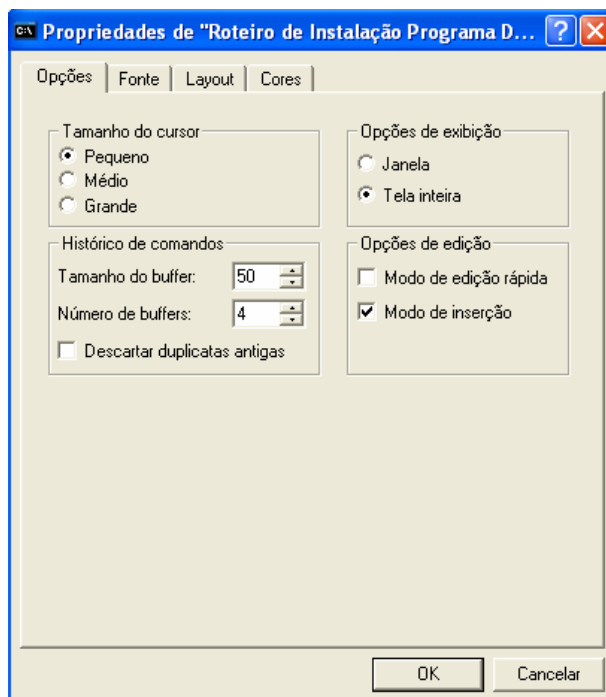 Propriedades de "Roteiro de Instalação Programa D...
Opções Fonte Layout Cores
Tamanho do cursor
Pequeno
Médio
Grande
Opções de exibição
Janela
Tela inteira
Histórico de comandos
Tamanho do buffer: 50
Número de buffers: 4
Descartar duplicatas antigas
Opções de edição
Modo de edição rápida
Modo de inserção
OK Cancelar